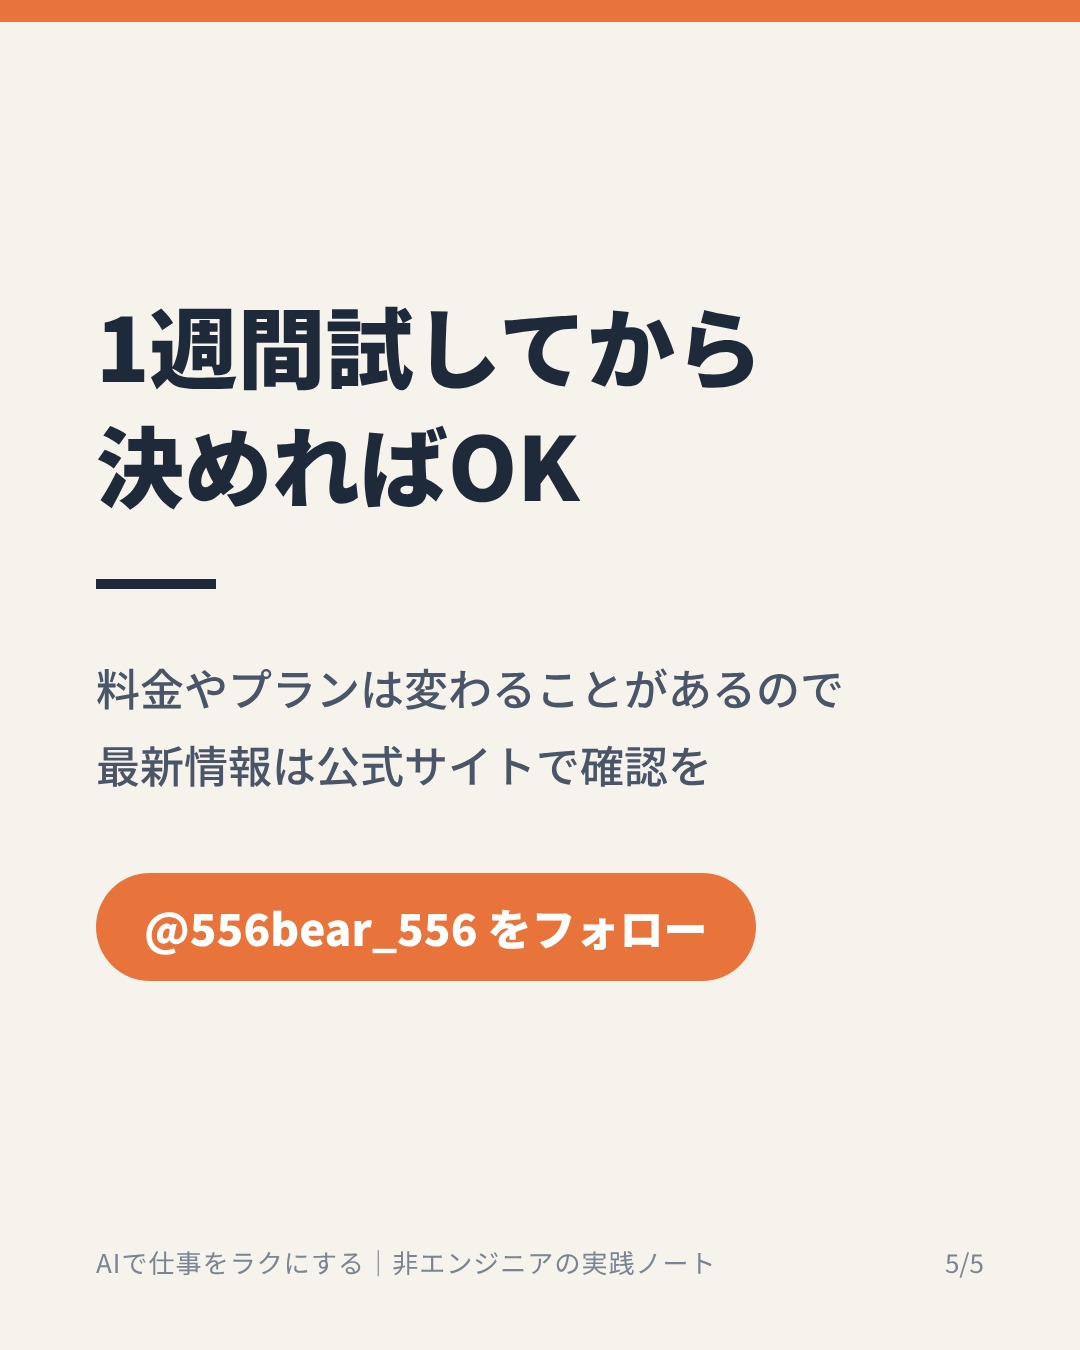 1週間試してから
決めればOK
料金やプランは変わることがあるので
最新情報は公式サイトで確認を
@556bear_556 をフォロー
AIで仕事をラクにする｜非エンジニアの実践ノート
5/5